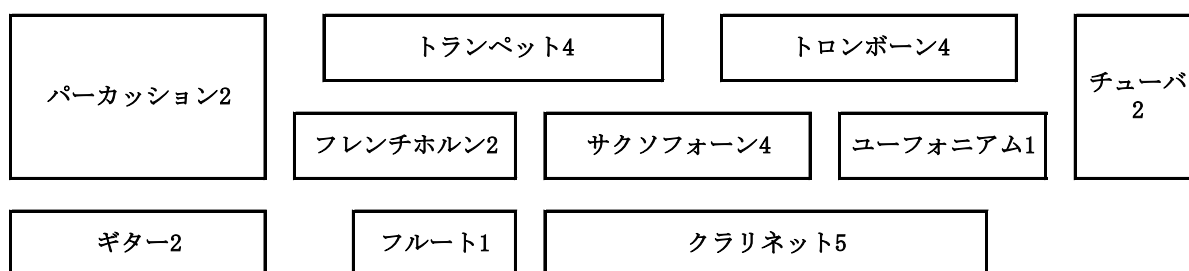 トランペット4
トロンボーン4
パーカッション2
チューバ
2
フレンチホルン2
サクソフォーン4
ユーフォニアム1
ギター2
フルート1
クラリネット5